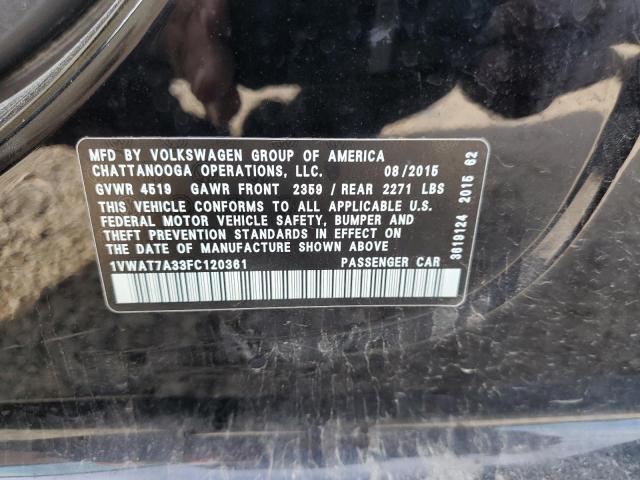 MFD BY VOLKSWAGEN GROUP OF AMERICA
CHATTANOOGA OPERATIONS, LLC. 08/2015
GVWR 4519 GAWR FRONT 2359 / REAR 2271 LBS
THIS VEHICLE CONFORMS TO ALL APPLICABLE U.S.
FEDERAL MOTOR VEHICLE SAFETY, BUMPER AND
THEFT PREVENTION STANDARDS IN EFFECT ON
THE DATE OF MANUFACTURE SHOWN ABOVE
1VWAT7A33FC120361 PASSENGER CAR
3619124 2015 62